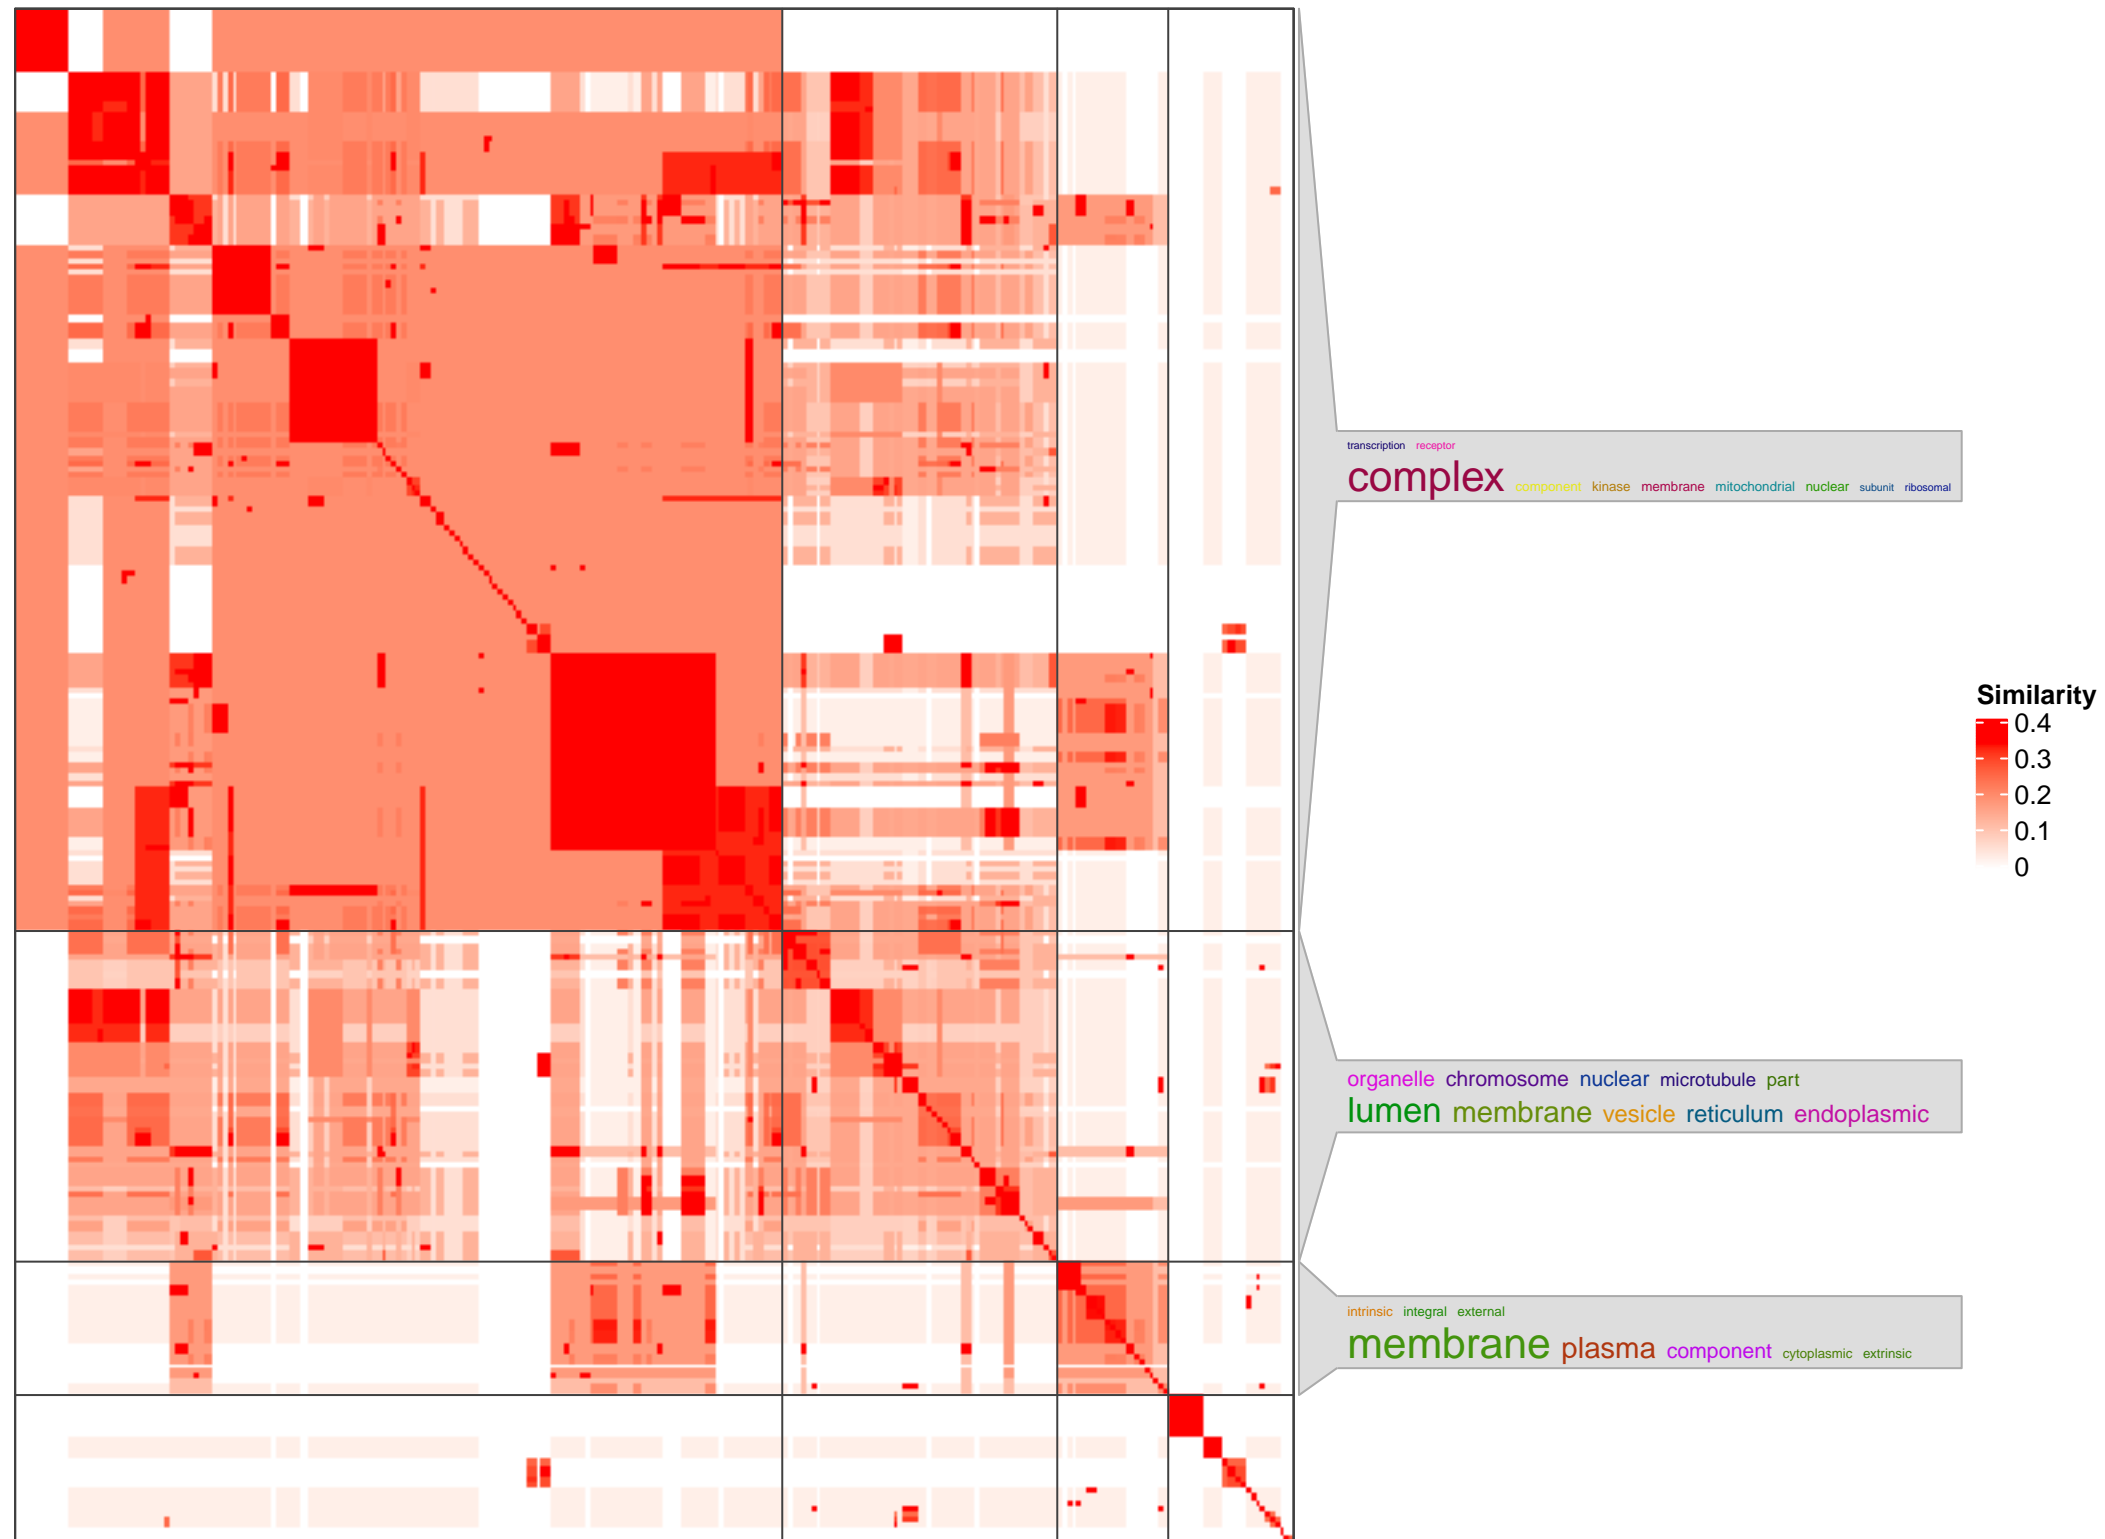 transcription receptor
complex component kinase membrane mitochondrial nuclear subunit ribosomal
Similarity
0.4
0.3
0.2
0.1
0
organelle chromosome nuclear microtubule part
lumen membrane vesicle reticulum endoplasmic
intrinsic integral external
membrane plasma component cytoplasmic extrinsic